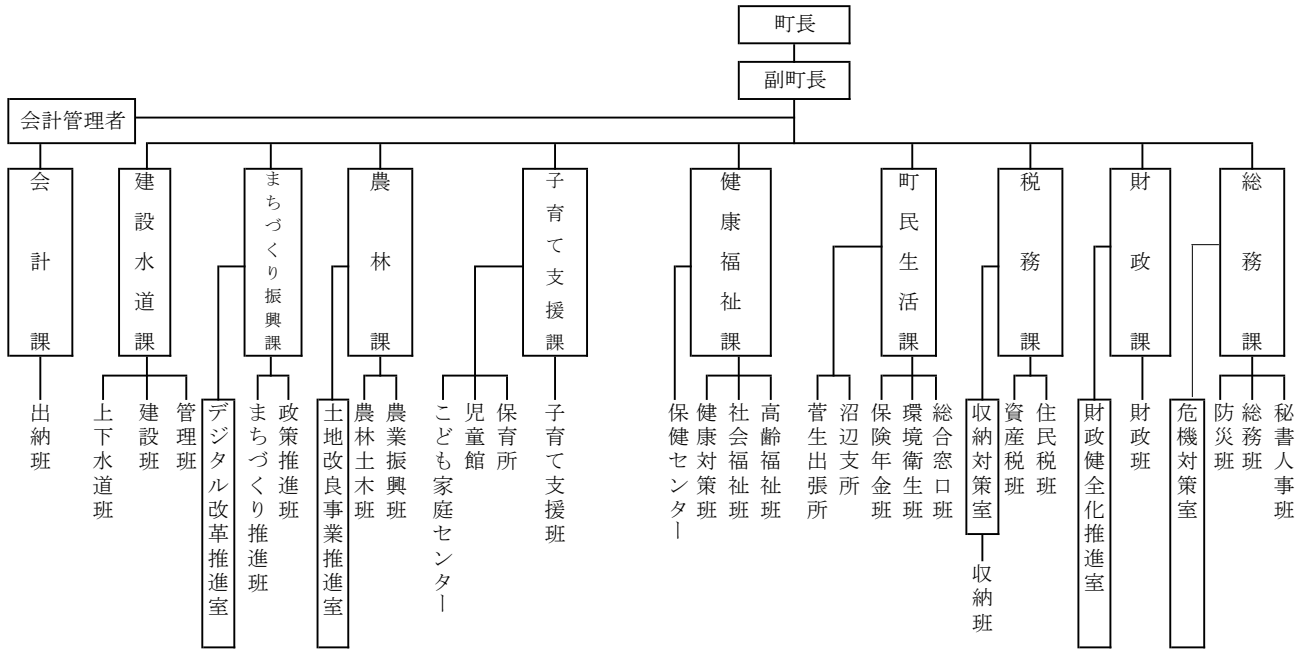 町長
副町長
会計管理者
総務課
財政課
税務課
町民生活課
健康福祉課
子育て支援課
農林課
まちづくり振興課
建設水道課
会計課
秘書人事班
総務班
防災班
危機対策室
財政班
財政健全化推進室
住民税班
資産税班
収納対策室
収納班
総合窓口班
環境衛生班
保険年金班
沼辺支所
菅生出張所
高齢福祉班
社会福祉班
健康対策班
保健センター
子育て支援班
保育所
児童館
こども家庭センター
農業振興班
農林土木班
土地改良事業推進室
政策推進班
まちづくり推進班
デジタル改革推進室
管理班
建設班
上下水道班
出納班